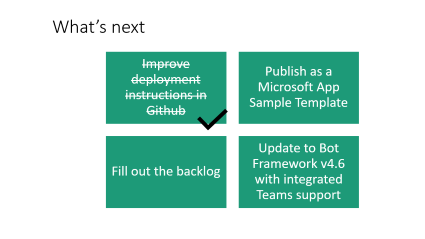 What's next
Improve
deployment
instructions in
Github
Publish as a
Microsoft App
Sample Template
Fill out the backlog
Update to Bot
Framework v4.6
with integrated
Teams support